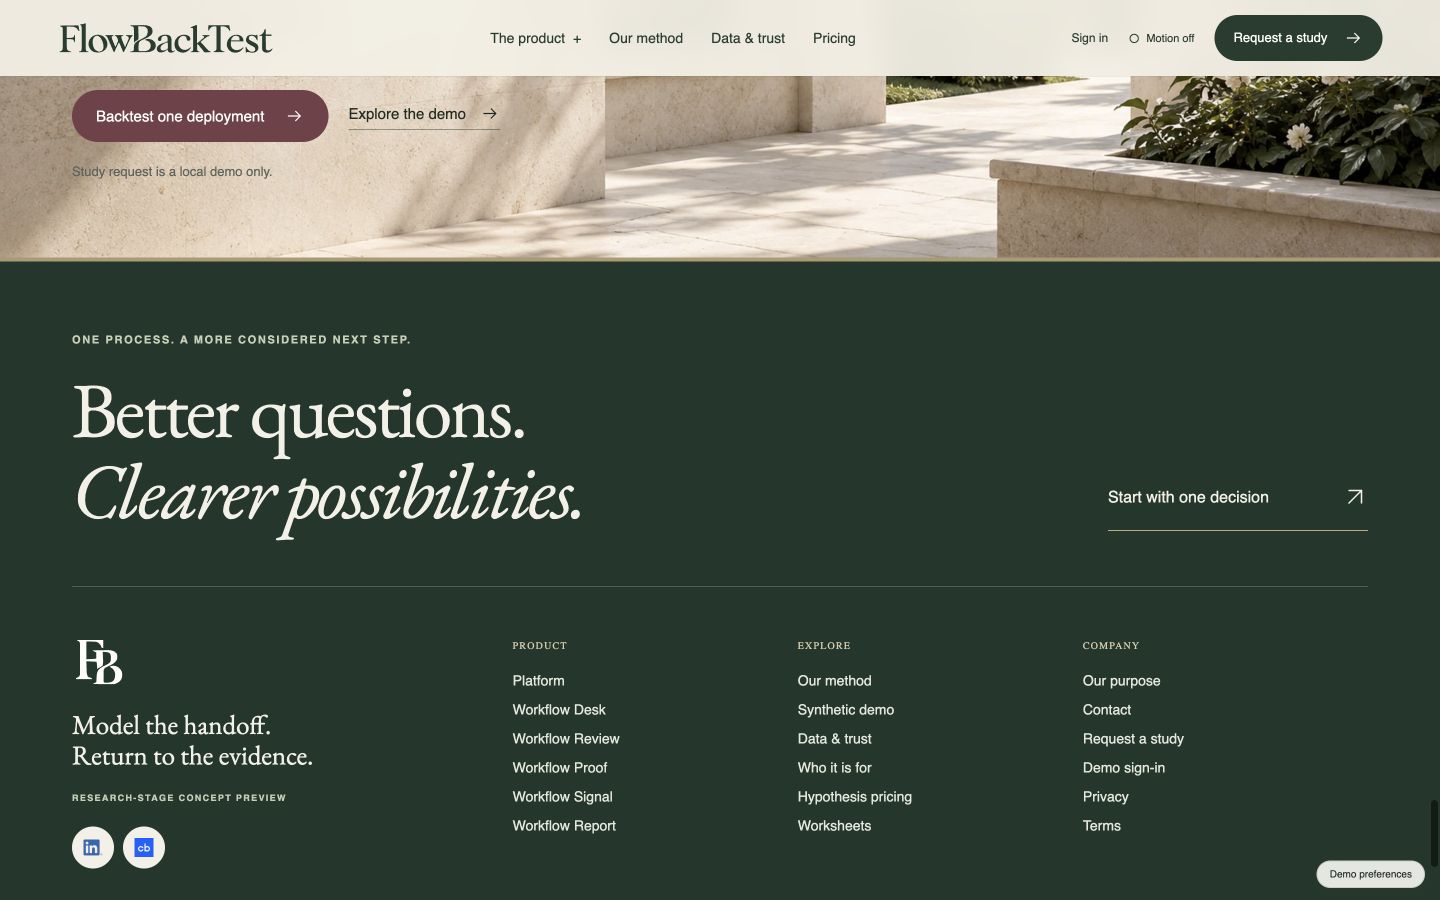 FlowBackTest
The product +
Our method
Data & trust
Pricing
Sign in
Motion off
Request a study
Backtest one deployment
Explore the demo
Study request is a local demo only.
ONE PROCESS. A MORE CONSIDERED NEXT STEP.
Better questions.
Clearer possibilities.
Start with one decision
FB
Model the handoff.
Return to the evidence.
RESEARCH-STAGE CONCEPT PREVIEW
in
cb
PRODUCT
Platform
Workflow Desk
Workflow Review
Workflow Proof
Workflow Signal
Workflow Report
EXPLORE
Our method
Synthetic demo
Data & trust
Who it is for
Hypothesis pricing
Worksheets
COMPANY
Our purpose
Contact
Request a study
Demo sign-in
Privacy
Terms
Demo preferences